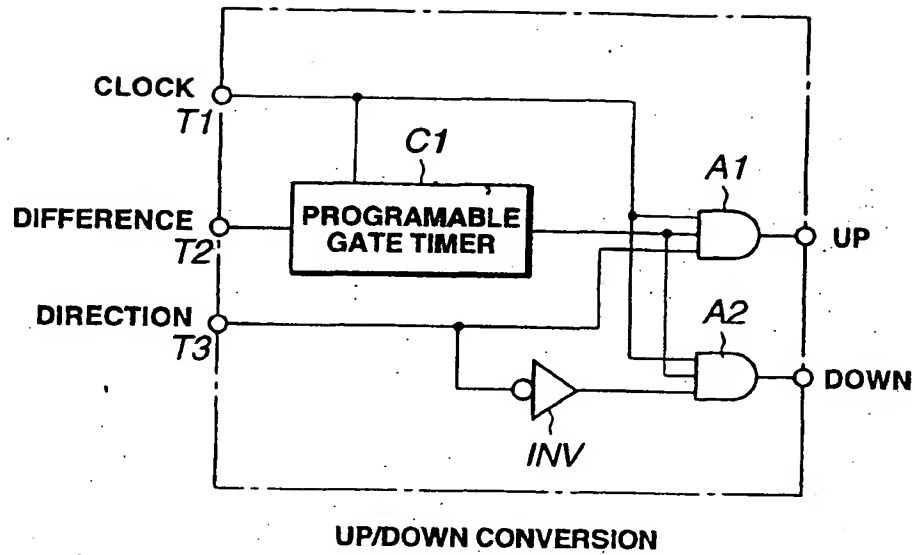 CLOCK
T1
C1
A1
DIFFERENCE
T2
PROGRAMABLE
GATE TIMER
UP
DIRECTION
T3
A2
DOWN
INV
UP/DOWN CONVERSION